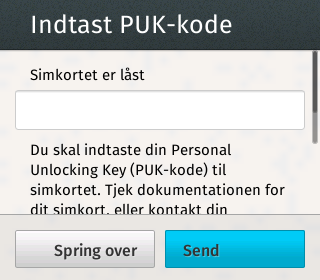 Indtast PUK-kode
Simkortet er låst
Du skal indtaste din Personal
Unlocking Key (PUK-kode) til
simkortet. Tjek dokumentationen for
dit simkort, eller kontakt din
Spring over
Send